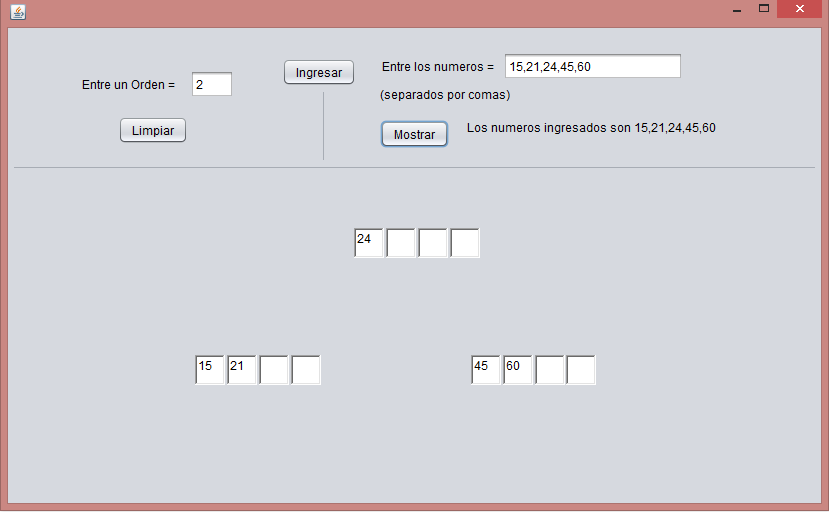 Entre un Orden = 2
Limpiar
Ingresar
Entre los numeros = 15,21,24,45,60
(separados por comas)
Mostrar
Los numeros ingresados son 15,21,24,45,60
24
15 21
45 60